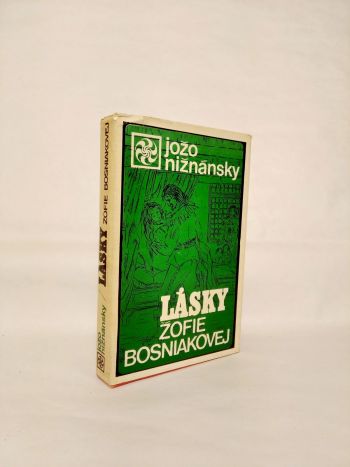 jožo
nižnánsky
LÁSKY
ŽOFIE
BOSNIAKOVEJ
jožo nižnánsky / LÁSKY ŽOFIE BOSNIAKOVEJ